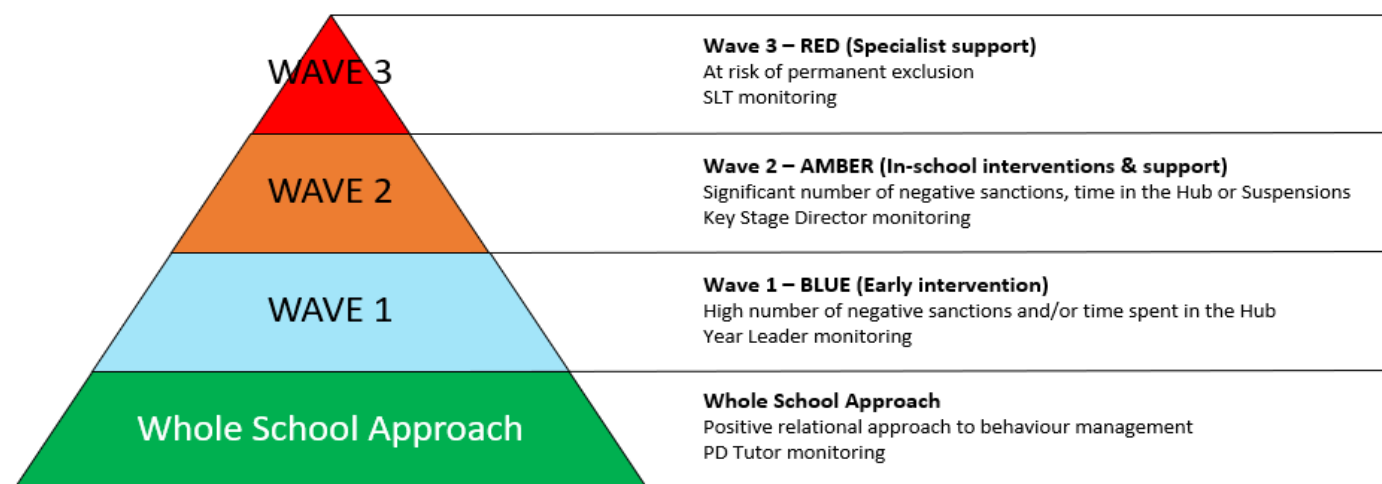 WAVE 3
Wave 3 – RED (Specialist support)
At risk of permanent exclusion
SLT monitoring
WAVE 2
Wave 2 – AMBER (In-school interventions & support)
Significant number of negative sanctions, time in the Hub or Suspensions
Key Stage Director monitoring
WAVE 1
Wave 1 – BLUE (Early intervention)
High number of negative sanctions and/or time spent in the Hub
Year Leader monitoring
Whole School Approach
Whole School Approach
Positive relational approach to behaviour management
PD Tutor monitoring